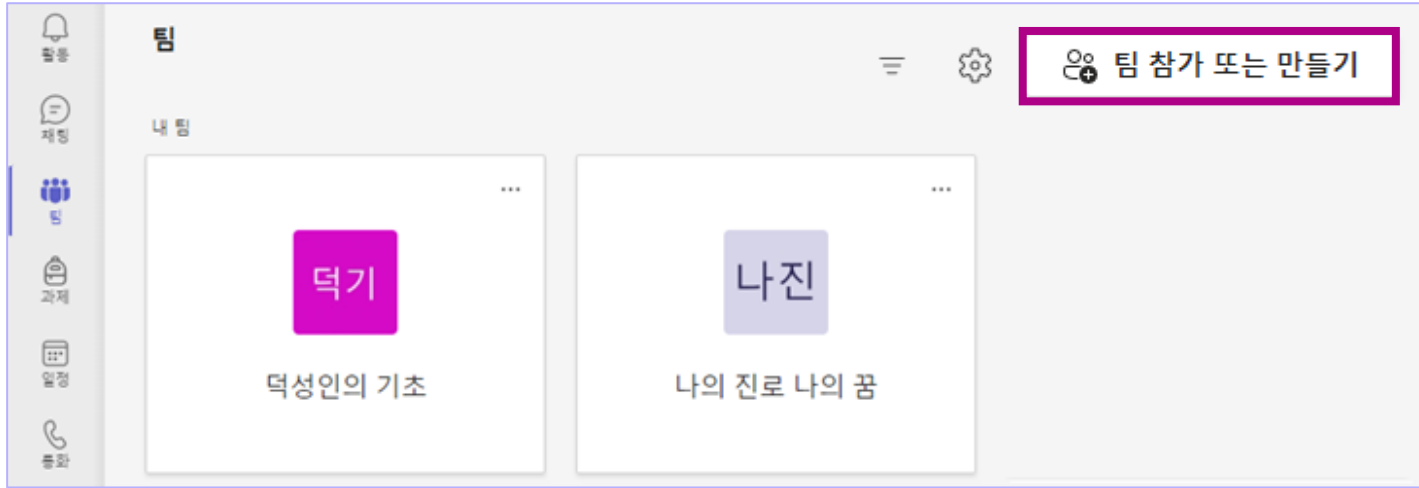 활동
팀
팀 참가 또는 만들기
채팅
내 팀
팀
덕기
나진
과제
덕성인의 기초
나의 진로 나의 꿈
일정
통화